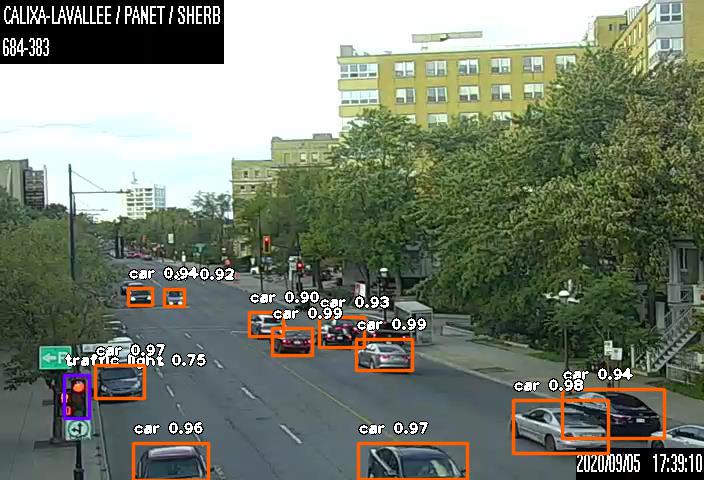 CALIXA-LAVALLEE / PANET / SHERB
684-383
car 0.94
0.92
car 0.90
car 0.93
car 0.99
car 0.99
car 0.97
traffic light 0.75
car 0.94
car 0.98
car 0.96
car 0.97
2020/09/05 17:39:10